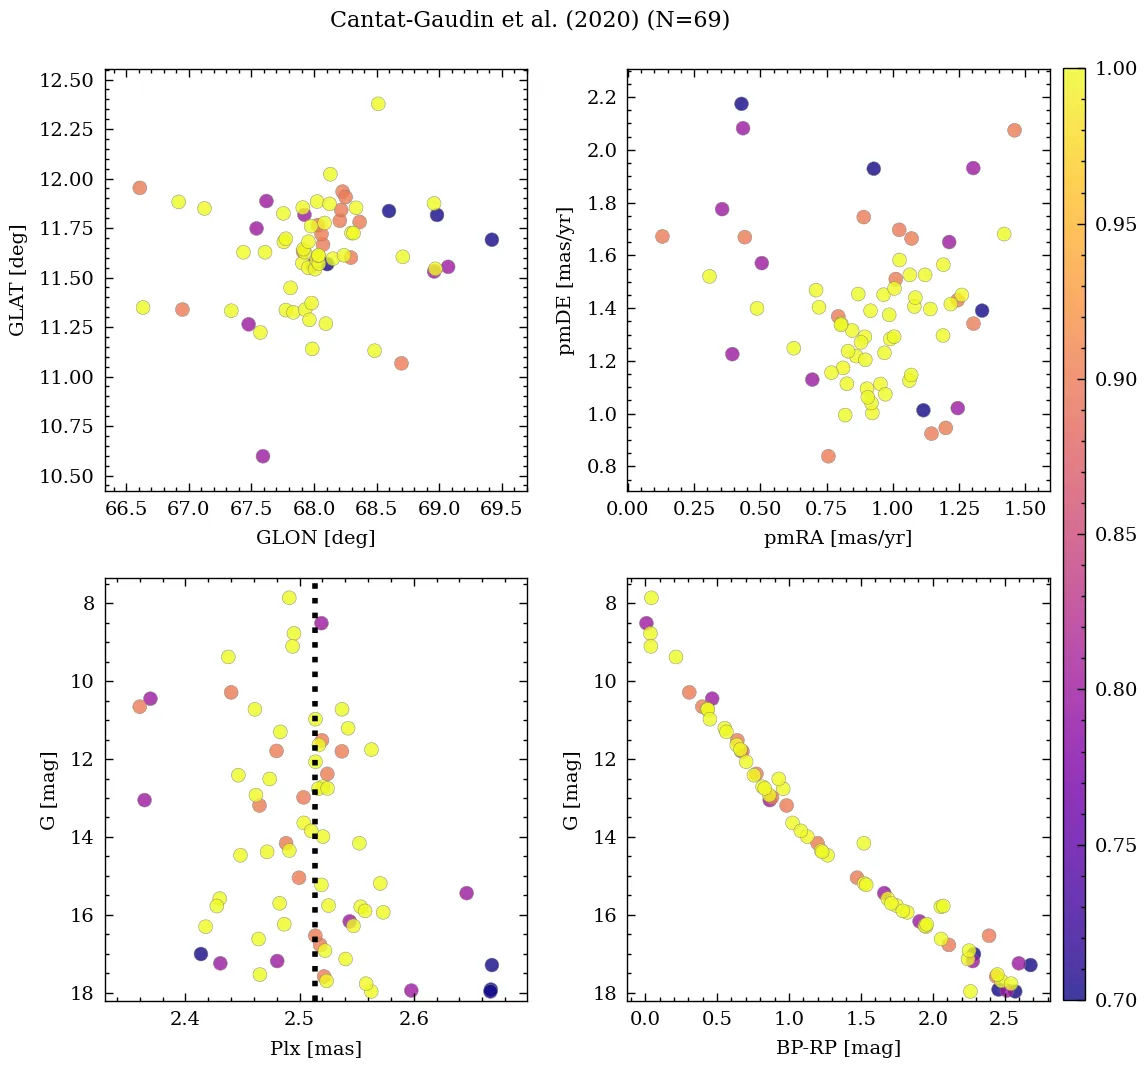 Cantat-Gaudin et al. (2020) (N=69)
12.50
12.25
12.00
11.75
11.50
11.25
11.00
10.75
10.50
GLAT [deg]
66.5 67.0 67.5 68.0 68.5 69.0 69.5
GLON [deg]
2.2
2.0
1.8
1.6
1.4
1.2
1.0
0.8
pmDE [mas/yr]
0.00 0.25 0.50 0.75 1.00 1.25 1.50
pmRA [mas/yr]
8
10
12
14
16
18
G [mag]
2.4 2.5 2.6
Plx [mas]
8
10
12
14
16
18
G [mag]
0.0 0.5 1.0 1.5 2.0 2.5
BP-RP [mag]
1.00
0.95
0.90
0.85
0.80
0.75
0.70